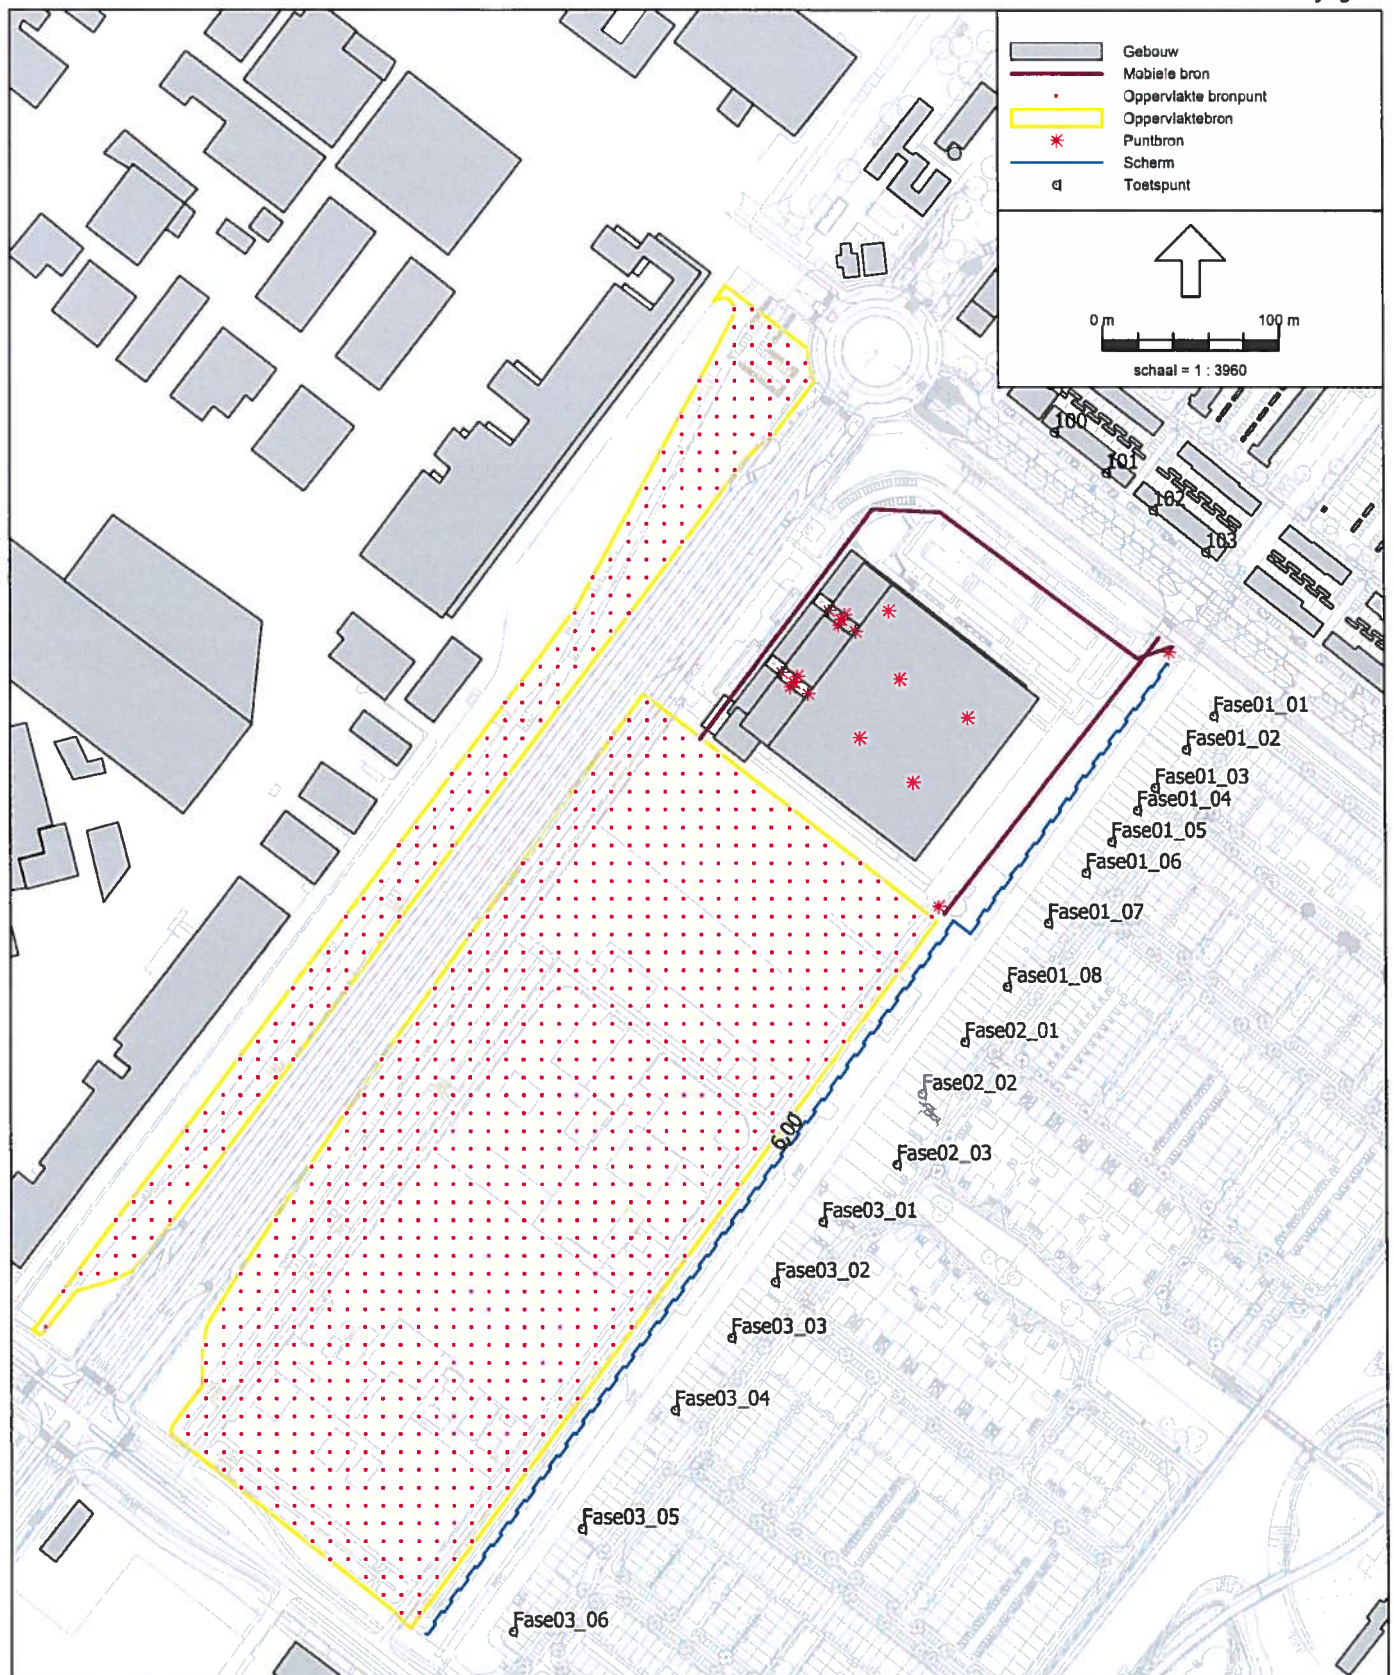 Gebouw
Mobiele bron
Oppervlakte bronpunt
Oppervlaktebron
Puntbron
Scherm
Toetspunt
0 m 100 m
schaal = 1 : 3960
100
101
102
103
Fase01_01
Fase01_02
Fase01_03
Fase01_04
Fase01_05
Fase01_06
Fase01_07
Fase01_08
Fase02_01
Fase02_02
6,00
Fase02_03
Fase03_01
Fase03_02
Fase03_03
Fase03_04
Fase03_05
Fase03_06